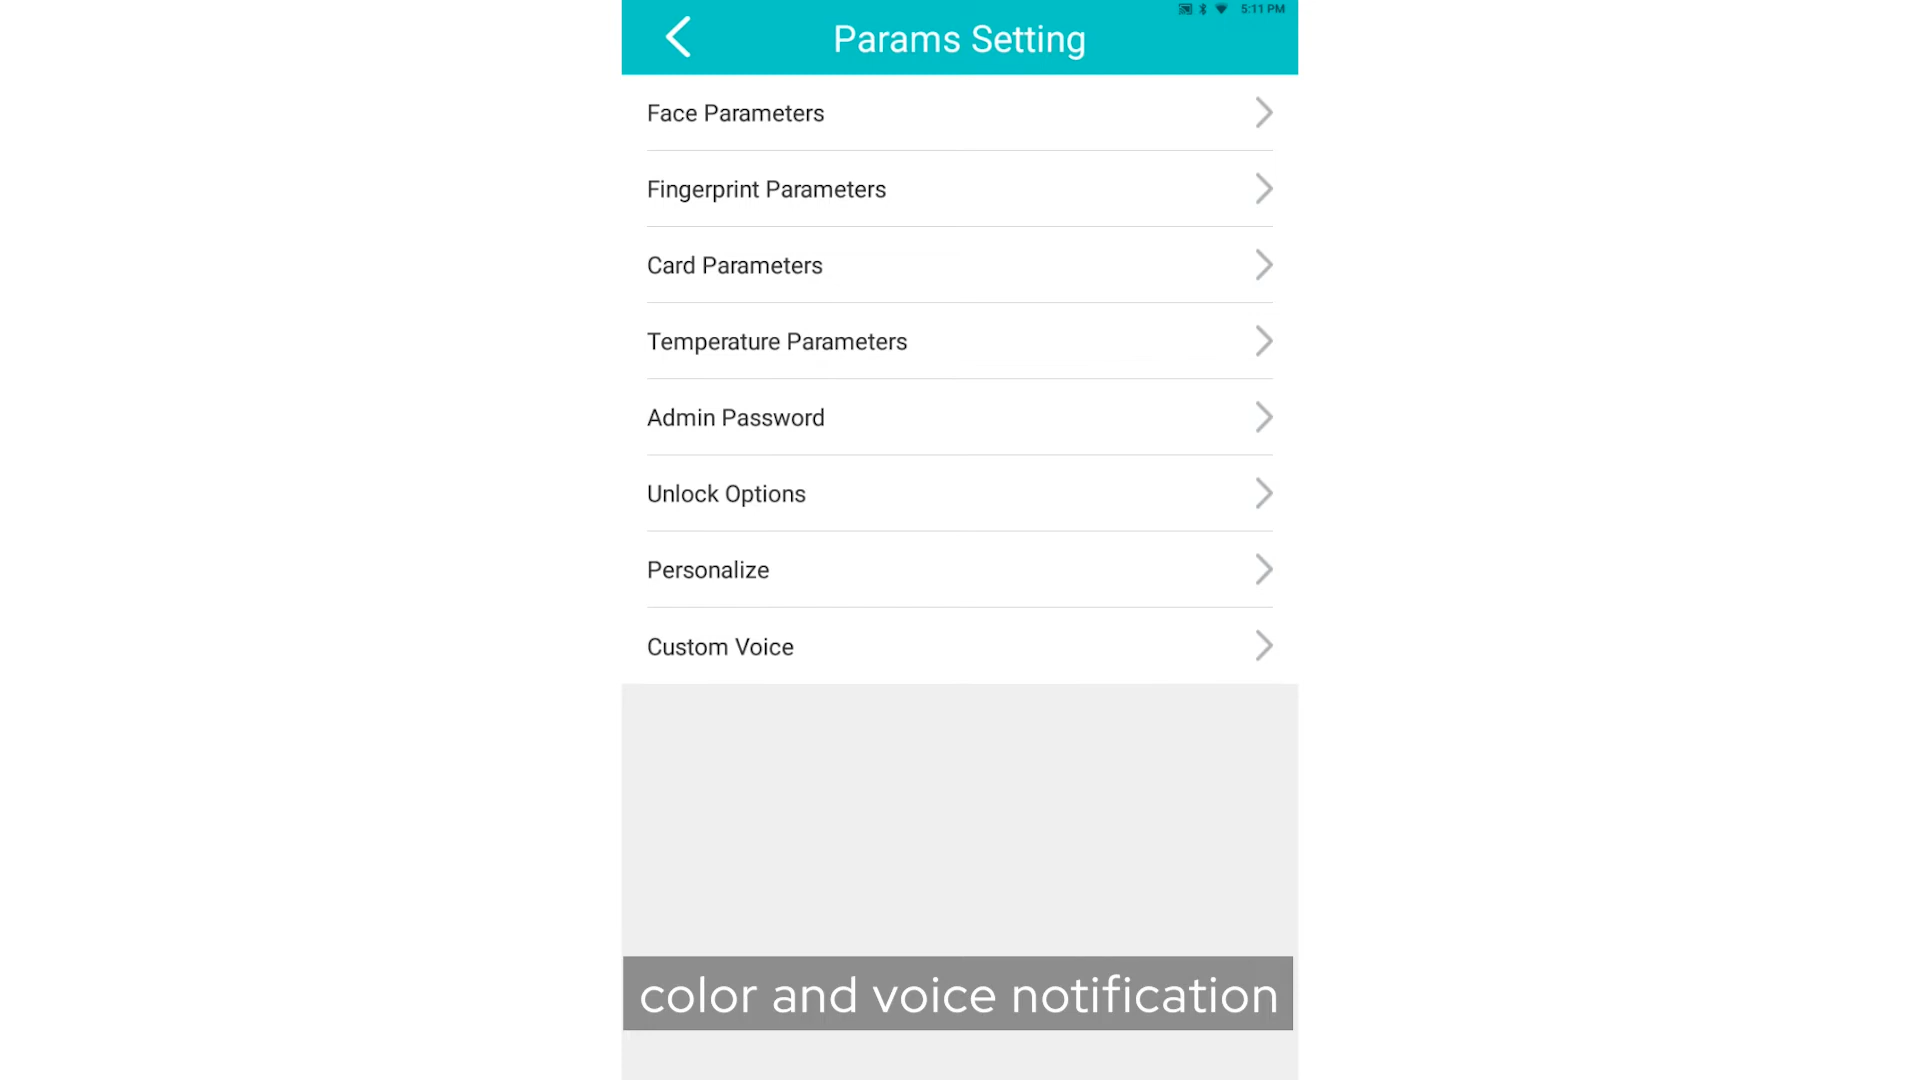 5:11 PM
Params Setting
Face Parameters
Fingerprint Parameters
Card Parameters
Temperature Parameters
Admin Password
Unlock Options
Personalize
Custom Voice
color and voice notification